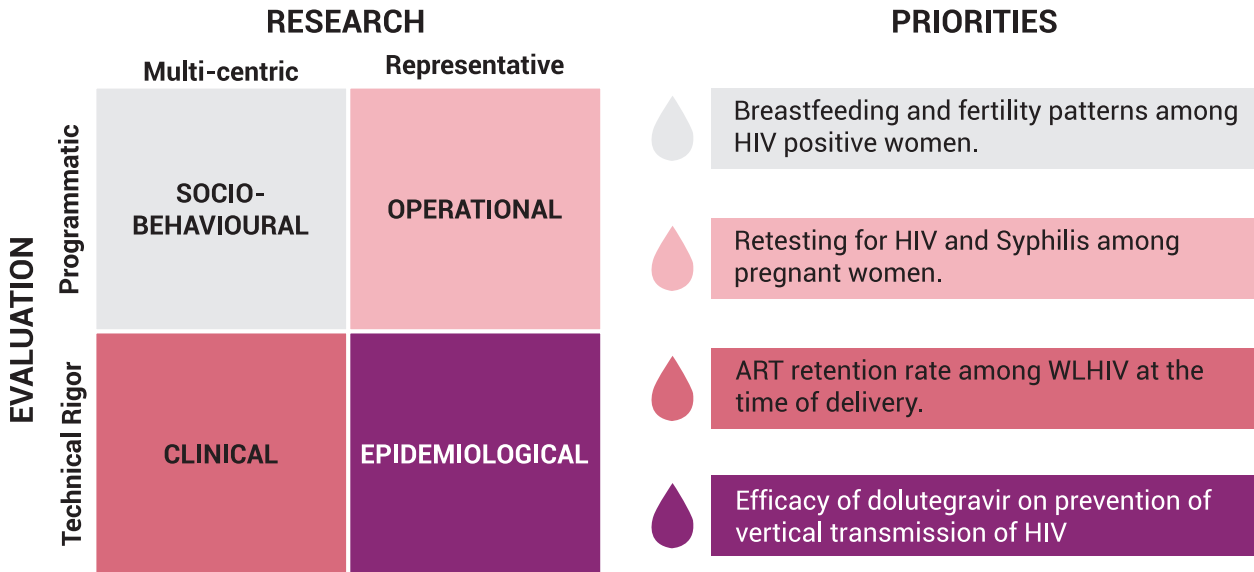 RESEARCH
Multi-centric
Representative
EVALUATION
Programmatic
Technical Rigor
SOCIO-
BEHAVIOURAL
OPERATIONAL
CLINICAL
EPIDEMIOLOGICAL
PRIORITIES
Breastfeeding and fertility patterns among
HIV positive women.
Retesting for HIV and Syphilis among
pregnant women.
ART retention rate among WLHIV at the
time of delivery.
Efficacy of dolutegravir on prevention of
vertical transmission of HIV